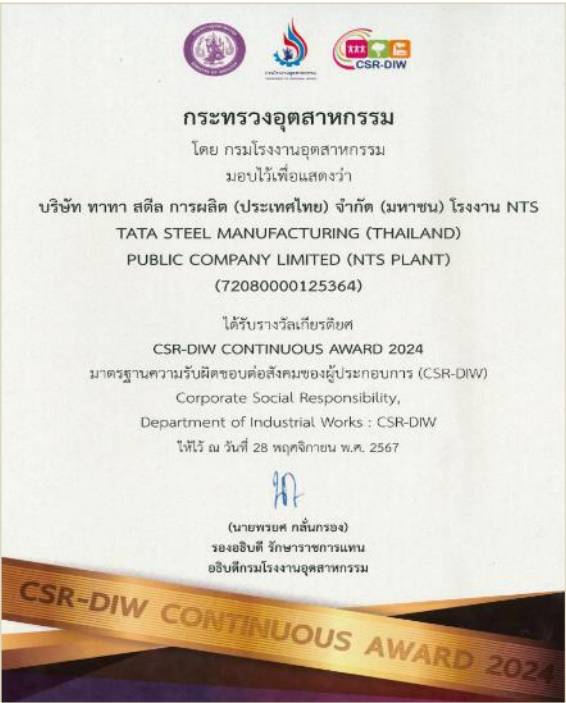 CSR-DIW
กระทรวงอุตสาหกรรม
โดย กรมโรงงานอุตสาหกรรม
มอบไว้เพื่อแสดงว่า
บริษัท ทาทา สตีล การผลิต (ประเทศไทย) จำกัด (มหาชน) โรงงาน NTS
TATA STEEL MANUFACTURING (THAILAND)
PUBLIC COMPANY LIMITED (NTS PLANT)
(72080000125364)
ได้รับรางวัลเกียรติยศ
CSR-DIW CONTINUOUS AWARD 2024
มาตรฐานความรับผิดชอบต่อสังคมของผู้ประกอบการ (CSR-DIW)
Corporate Social Responsibility,
Department of Industrial Works : CSR-DIW
ให้ไว้ ณ วันที่ 28 พฤศจิกายน พ.ศ. 2567
(นายพรยศ กลั่นกรอง)
รองอธิบดี รักษาราชการแทน
อธิบดีกรมโรงงานอุตสาหกรรม
CSR-DIW CONTINUOUS AWARD 2024